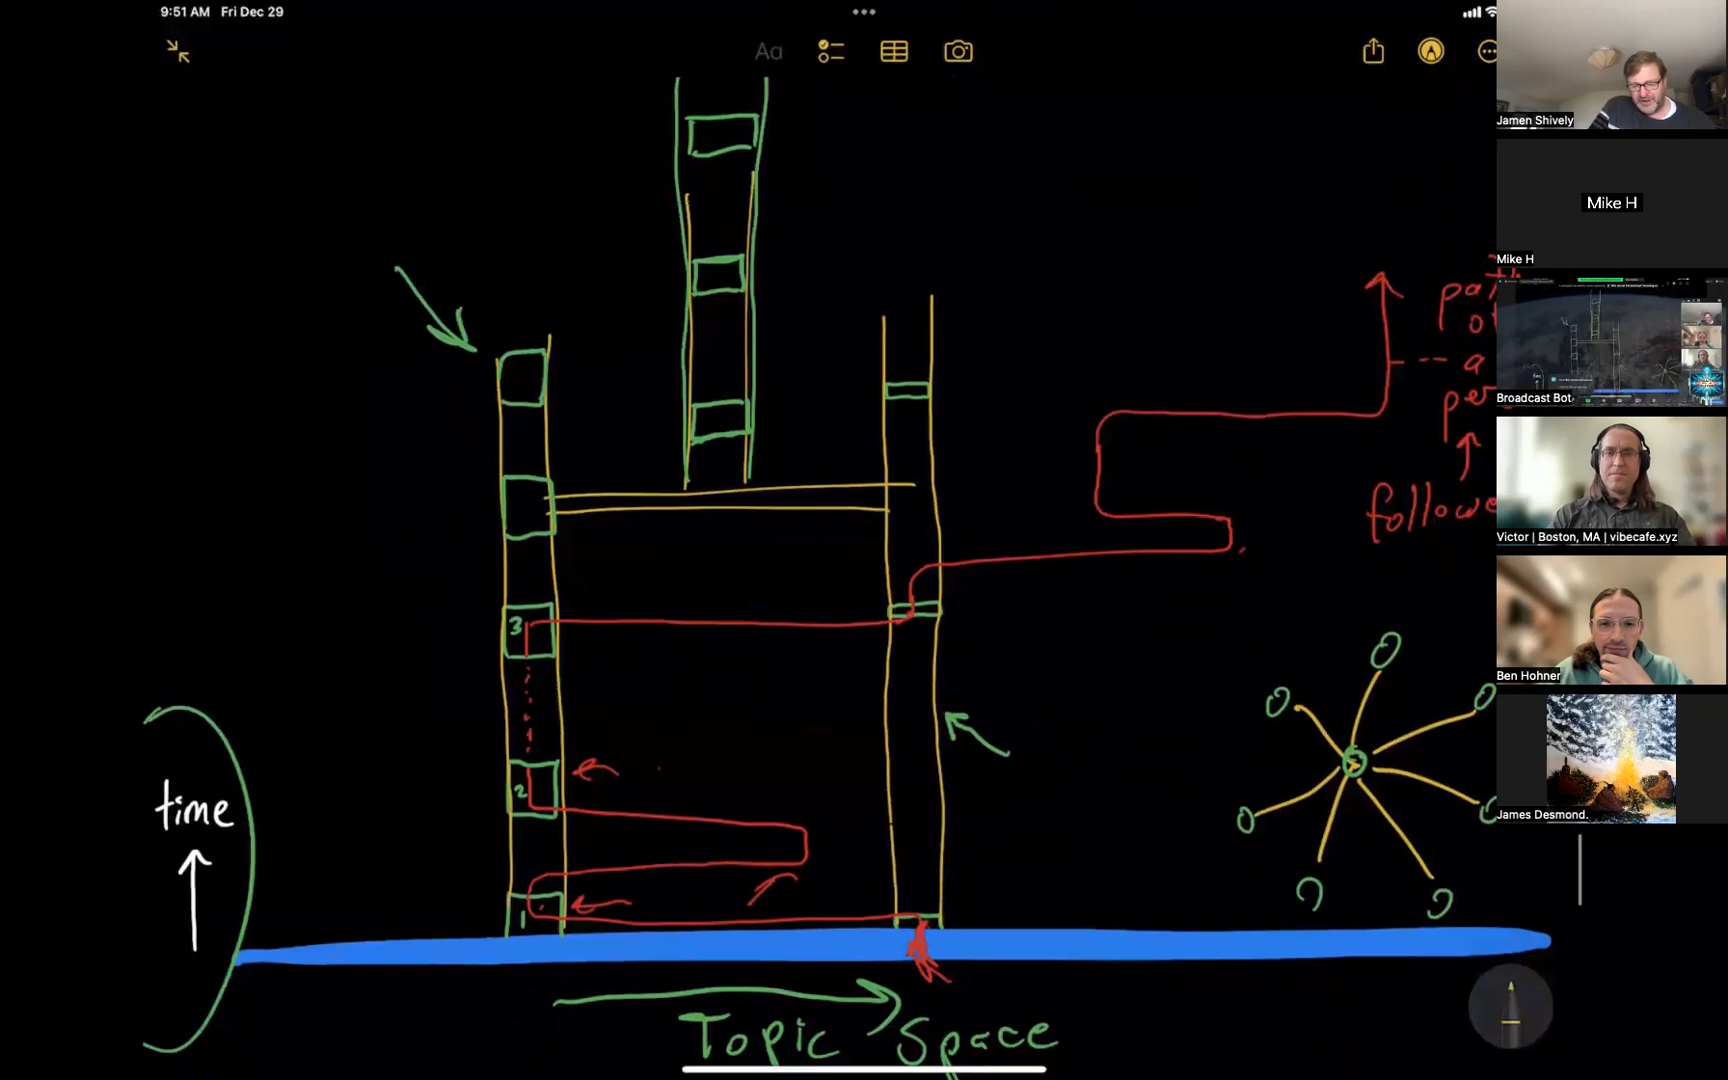 9:51 AM Fri Dec 29
Aa
Jamen Shively
Mike H
Mike H
Broadcast Bot
Victor | Boston, MA | vibecafe.xyz
Ben Hohner
James Desmond.
a
3
2
1
time
Topic Space